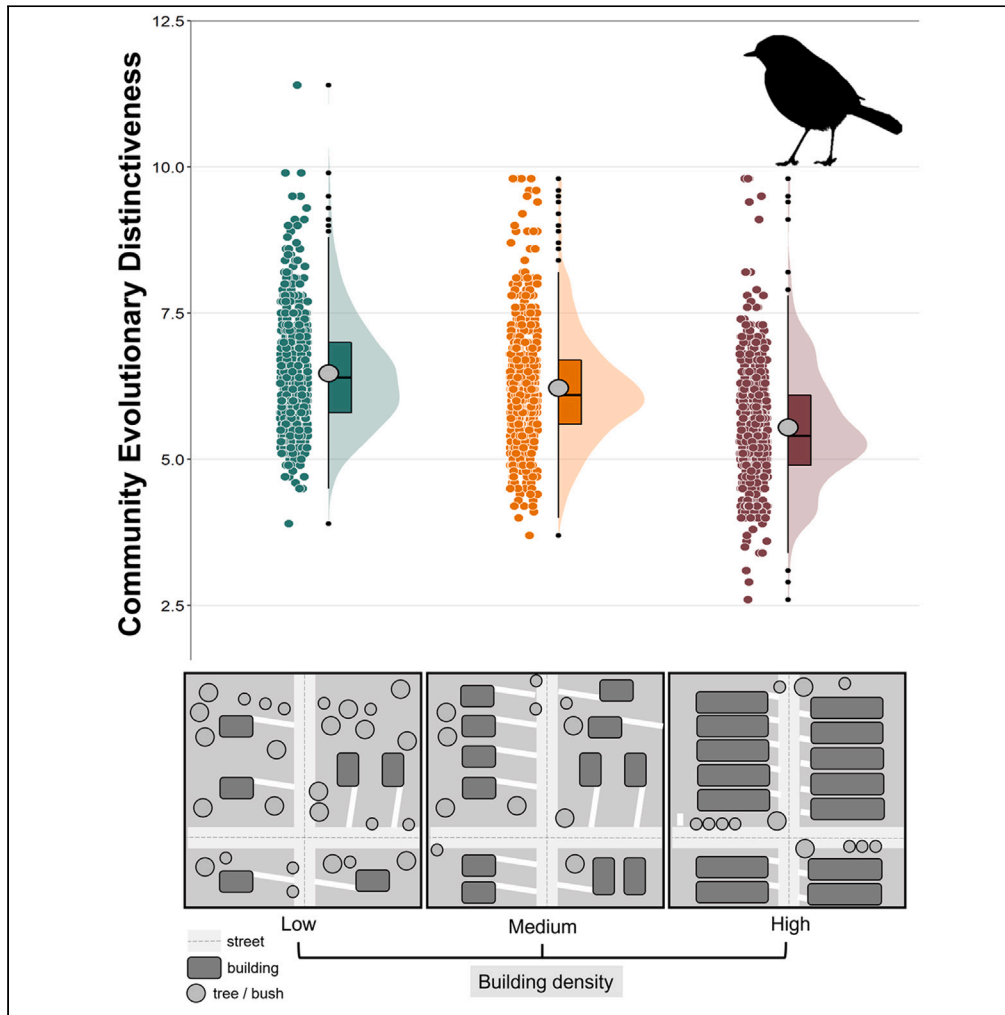 12.5
10.0
7.5
5.0
2.5
Community Evolutionary Distinctiveness
Low
Medium
High
street
building
tree / bush
Building density